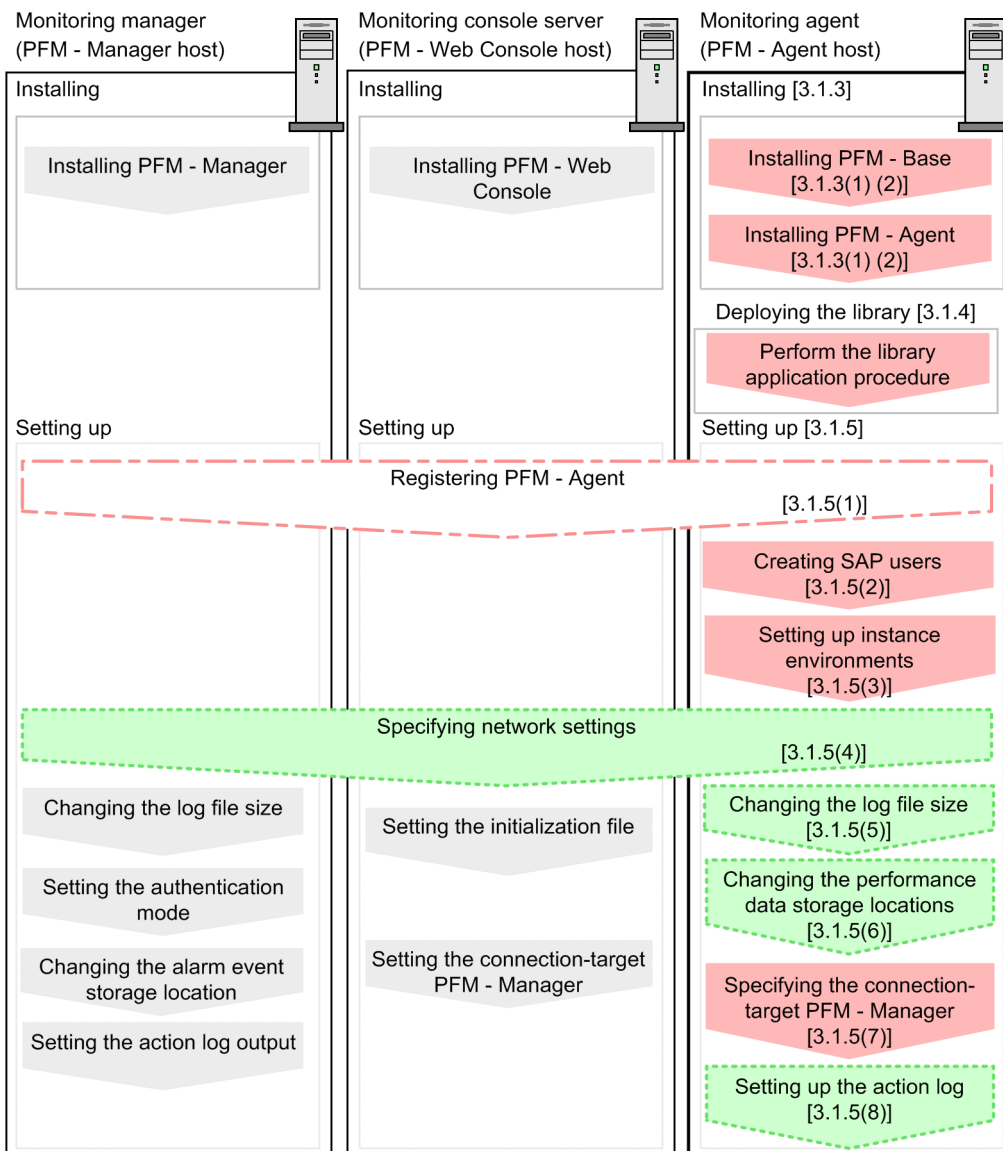 Monitoring manager
(PFM - Manager host)
Monitoring console server
(PFM - Web Console host)
Monitoring agent
(PFM - Agent host)
Installing
Installing
Installing [3.1.3]
Installing PFM - Manager
Installing PFM - Web
Console
Installing PFM - Base
[3.1.3(1) (2)]
Installing PFM - Agent
[3.1.3(1) (2)]
Deploying the library [3.1.4]
Perform the library
application procedure
Setting up
Setting up
Setting up [3.1.5]
Registering PFM - Agent
[3.1.5(1)]
Creating SAP users
[3.1.5(2)]
Setting up instance
environments
[3.1.5(3)]
Specifying network settings
[3.1.5(4)]
Changing the log file size
Setting the authentication
mode
Changing the alarm event
storage location
Setting the action log output
Setting the initialization file
Setting the connection-target
PFM - Manager
Changing the log file size
[3.1.5(5)]
Changing the performance
data storage locations
[3.1.5(6)]
Specifying the connection-
target PFM - Manager
[3.1.5(7)]
Setting up the action log
[3.1.5(8)]